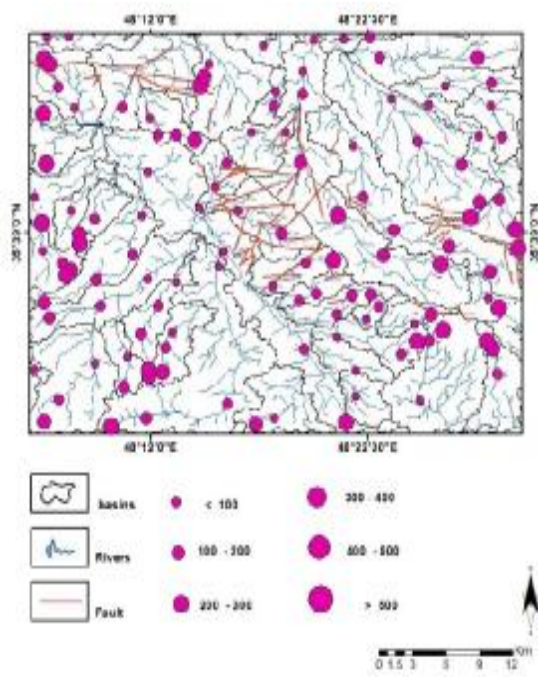 48°12'0"E 48°22'30"E
48°12'0"E 48°22'30"E
basins
Rivers
Fault
< 100
100 - 200
200 - 300
300 - 400
400 - 500
> 500
Km
0 1.5 3 6 9 12